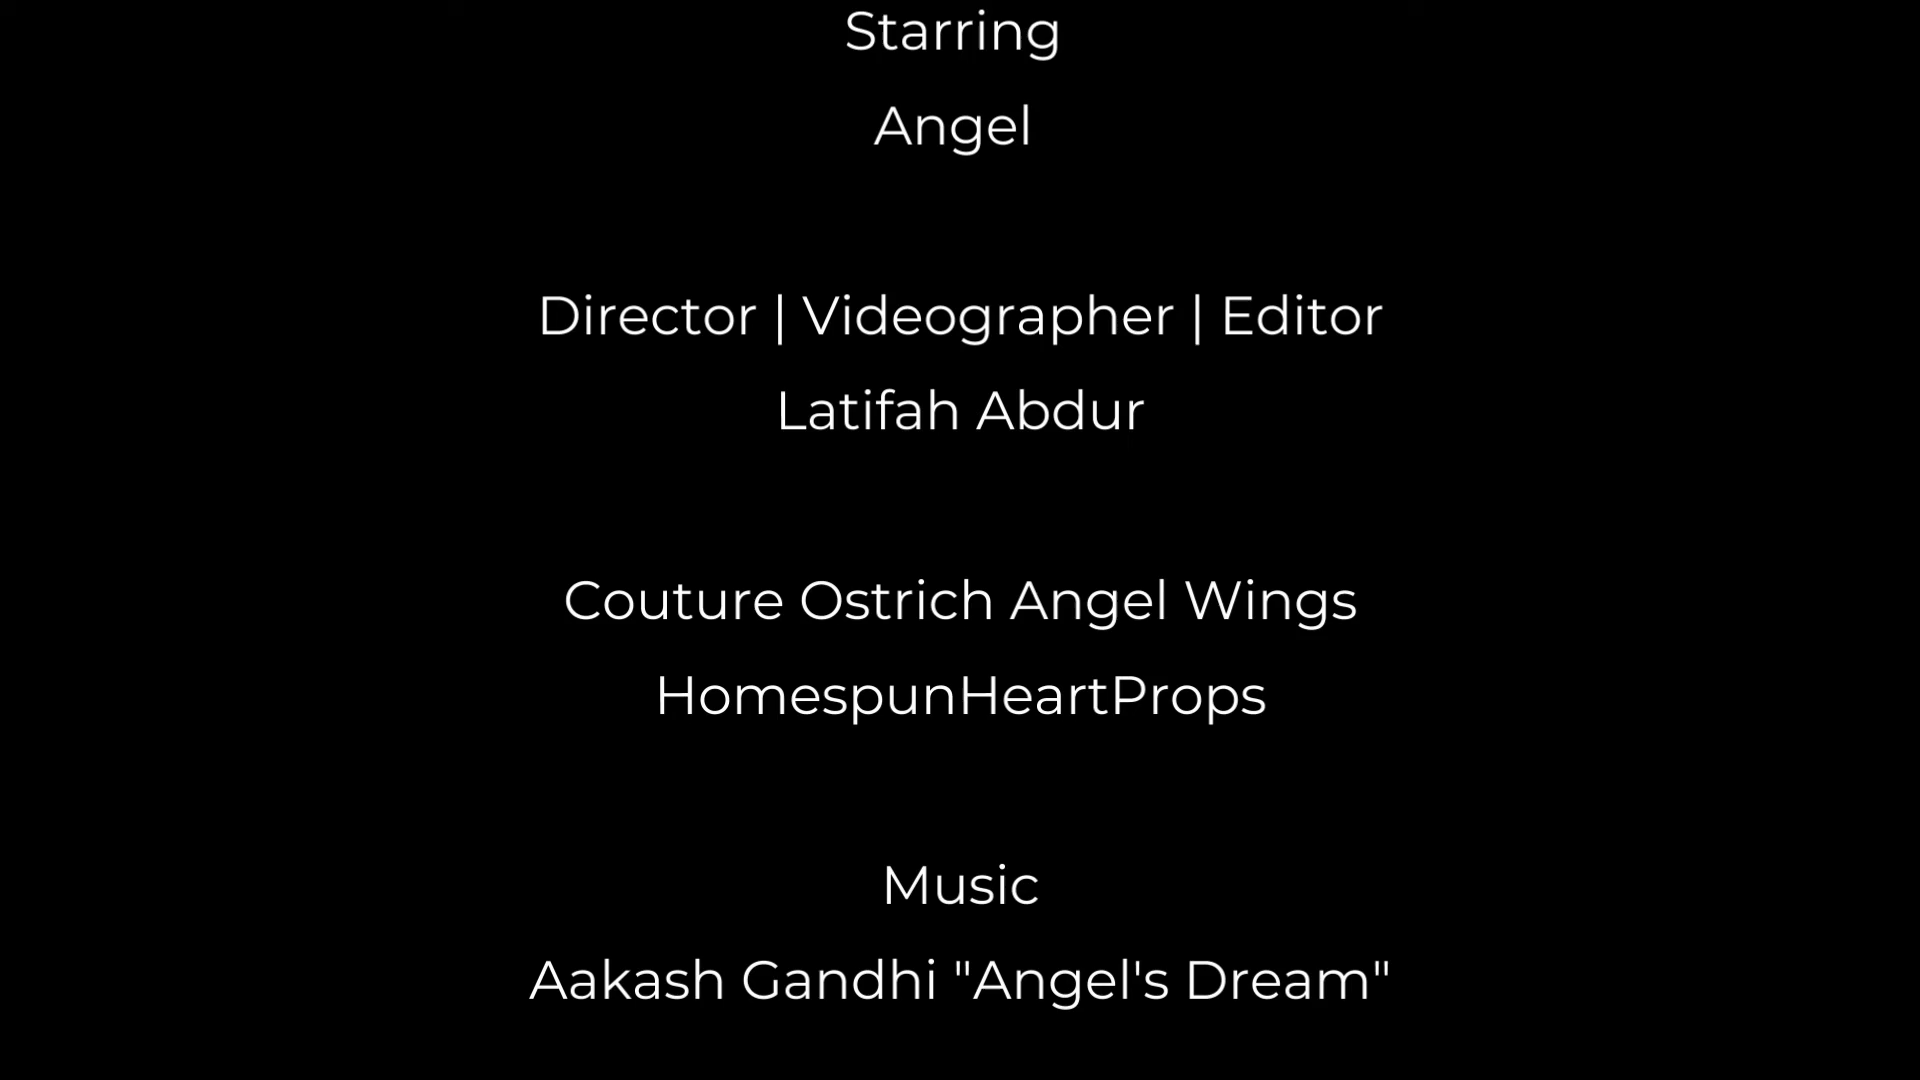 Starring
Angel
Director | Videographer | Editor
Latifah Abdur
Couture Ostrich Angel Wings
HomespunHeartProps
Music
Aakash Gandhi "Angel's Dream"